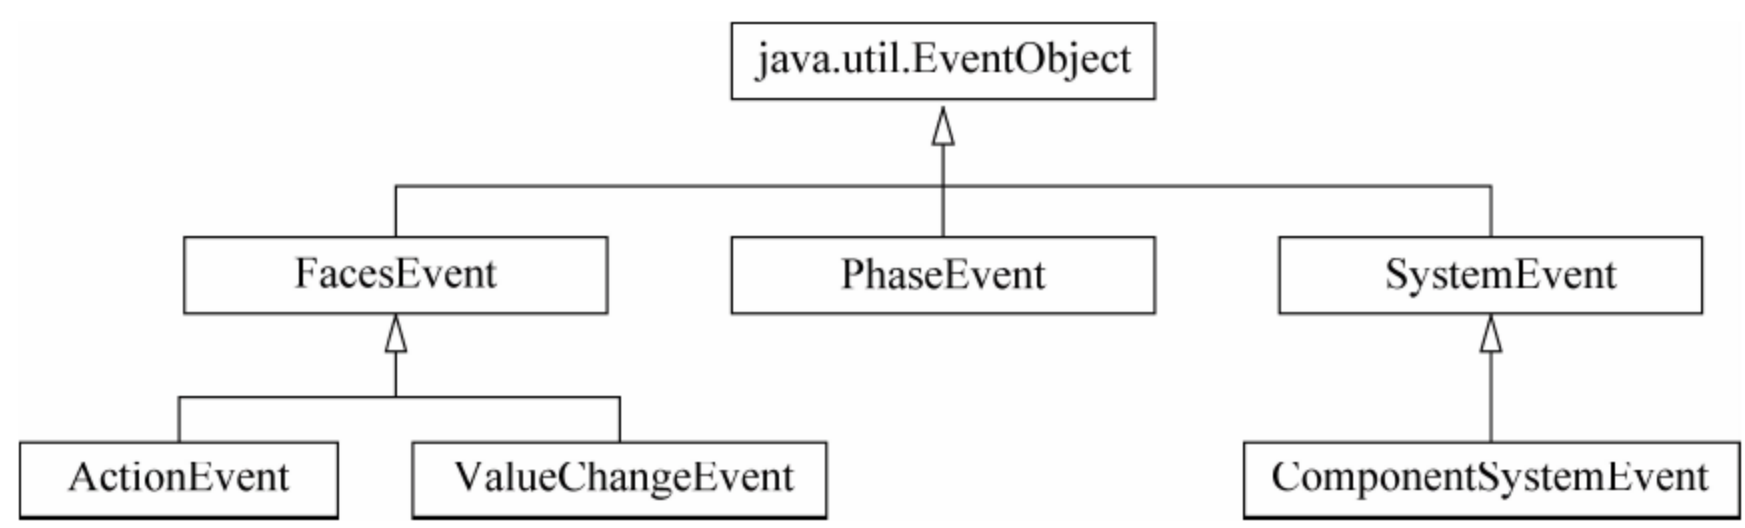 java.util.EventObject
FacesEvent
PhaseEvent
SystemEvent
ActionEvent
ValueChangeEvent
ComponentSystemEvent